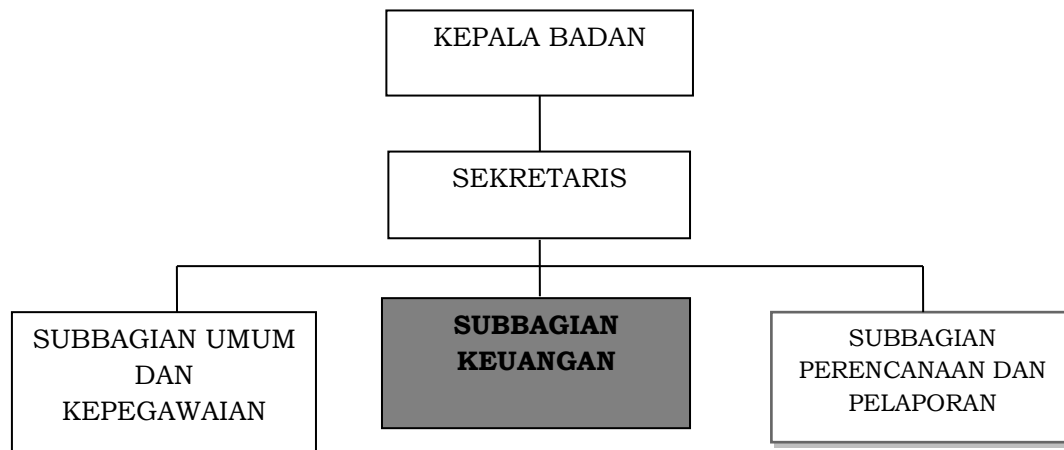 KEPALA BADAN
SEKRETARIS
SUBBAGIAN UMUM
DAN
KEPEGAWAIAN
SUBBAGIAN
KEUANGAN
SUBBAGIAN
PERENCANAAN DAN
PELAPORAN